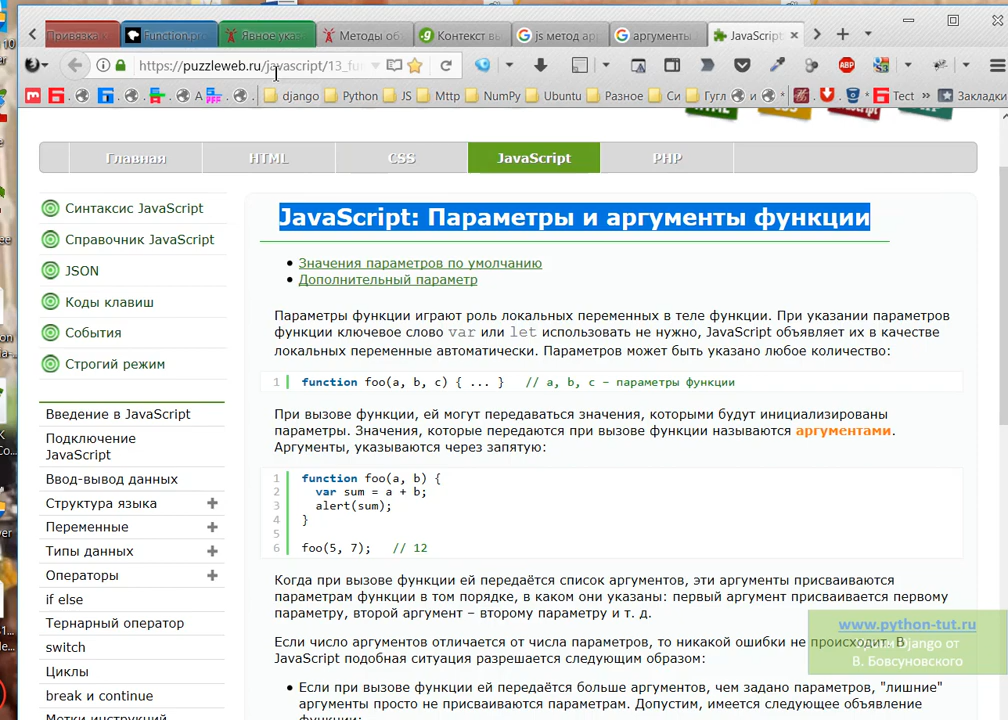 Привязка
Function.pr
Явное указ
Методы об
Контекст вы
js метод ар
аргументы
JavaScript
https://puzzleweb.ru/javascript/13_fu
django
Python
JS
Mttp
NumPy
Ubuntu
Разное
Си
Гугл
и
Тест
Закладки
Главная
HTML
CSS
JavaScript
PHP
Синтаксис JavaScript
Справочник JavaScript
JSON
Коды клавиш
События
Строгий режим
Введение в JavaScript
Подключение
JavaScript
Ввод-вывод данных
Структура языка
Переменные
Типы данных
Операторы
if else
Тернарный оператор
switch
Циклы
break и continue
Метки инструкций
JavaScript: Параметры и аргументы функции
Значения параметров по умолчанию
Дополнительный параметр
Параметры функции играют роль локальных переменных в теле функции. При указании параметров
функции ключевое слово var или let использовать не нужно, JavaScript объявляет их в качестве
локальных переменные автоматически. Параметров может быть указано любое количество:
1 function foo(a, b, c) { ... } // a, b, c – параметры функции
При вызове функции, ей могут передаваться значения, которыми будут инициализированы
параметры. Значения, которые передаются при вызове функции называются аргументами.
Аргументы, указываются через запятую:
1 function foo(a, b) {
2 var sum = a + b;
3 alert(sum);
4 }
5
6 foo(5, 7); // 12
Когда при вызове функции ей передаётся список аргументов, эти аргументы присваиваются
параметрам функции в том порядке, в каком они указаны: первый аргумент присваивается первому
параметру, второй аргумент – второму параметру и т. д.
Если число аргументов отличается от числа параметров, то никакой ошибки не происходит. В
JavaScript подобная ситуация разрешается следующим образом:
Если при вызове функции ей передаётся больше аргументов, чем задано параметров, "лишние"
аргументы просто не присваиваются параметрам. Допустим, имеется следующее объявление
функции:
www.python-tut.ru
Django от
В. Бовсуновского